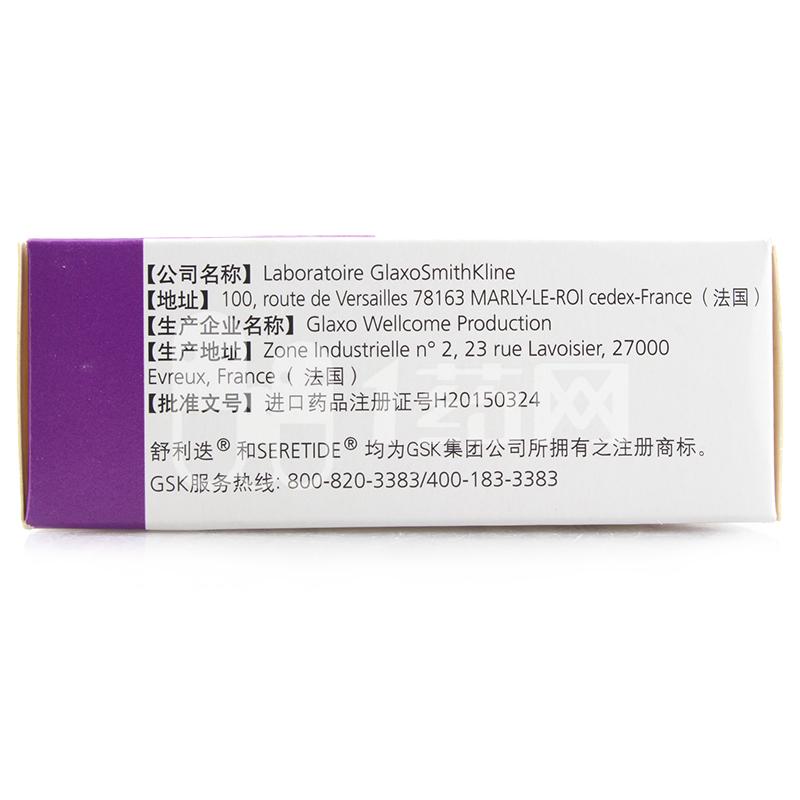 【公司名称】Laboratoire GlaxoSmithKline
【地址】100, route de Versailles 78163 MARLY-LE-ROI cedex-France（法国）
【生产企业名称】Glaxo Wellcome Production
【生产地址】Zone Industrielle n° 2, 23 rue Lavoisier, 27000
Evreux, France（法国）
【批准文号】进口药品注册证号H20150324
舒利迭® 和SERETIDE® 均为GSK集团公司所拥有之注册商标。
GSK服务热线: 800-820-3383/400-183-3383